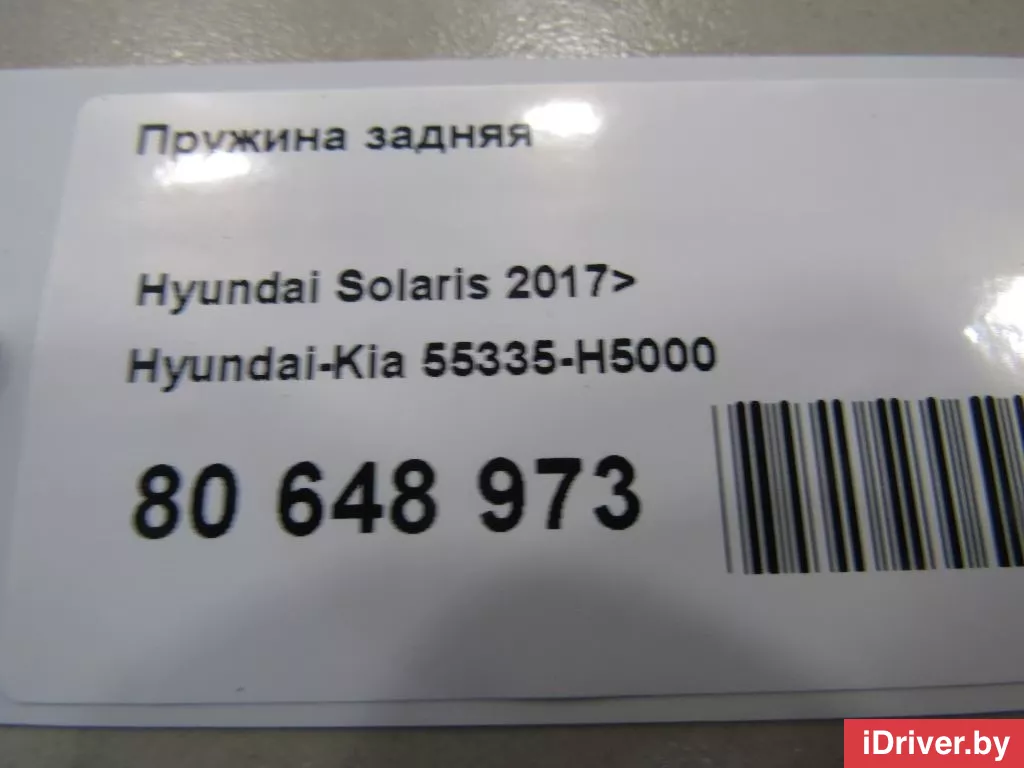 Пружина задняя
Hyundai Solaris 2017>
Hyundai-Kia 55335-H5000
80 648 973
iDriver.by